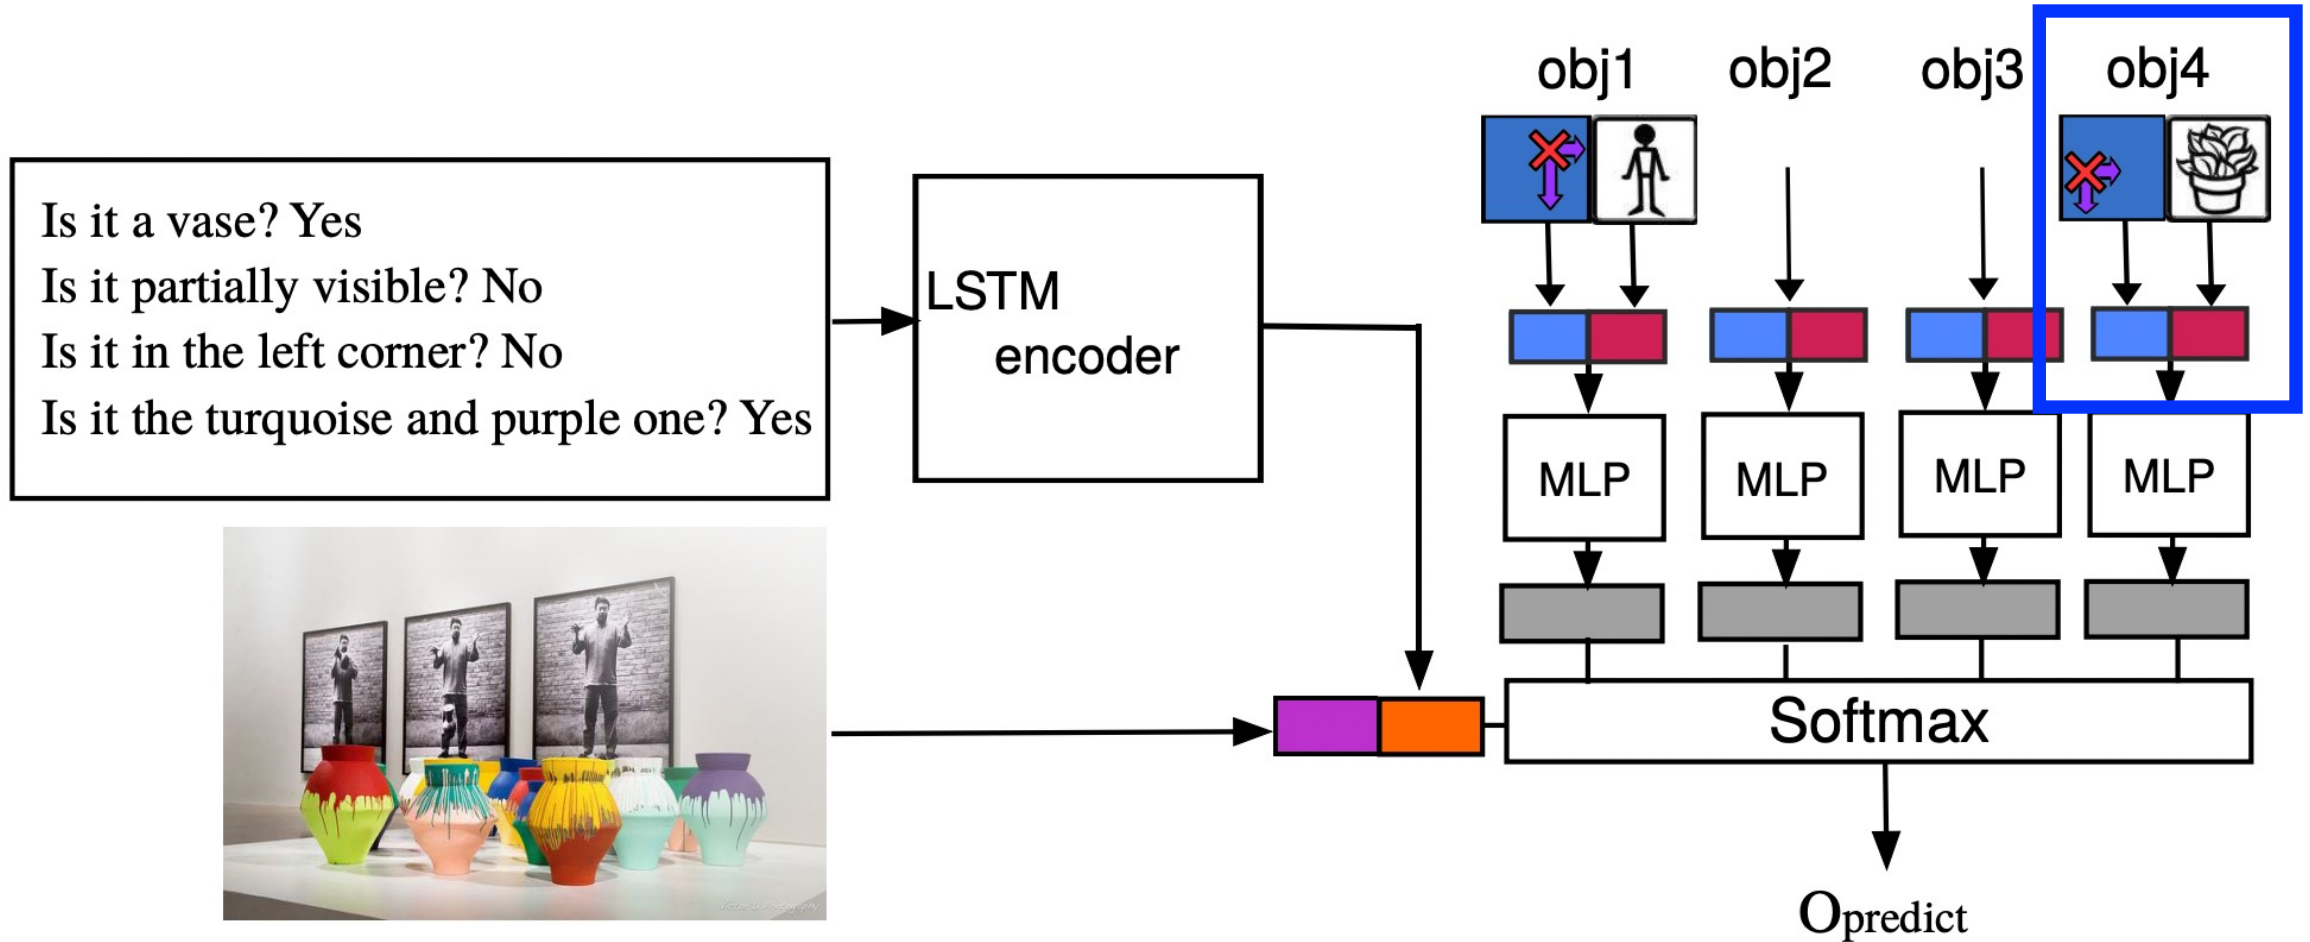 Is it a vase? Yes
Is it partially visible? No
Is it in the left corner? No
Is it the turquoise and purple one? Yes
LSTM
encoder
obj1 obj2 obj3 obj4
MLP MLP MLP MLP
Softmax
Opredict